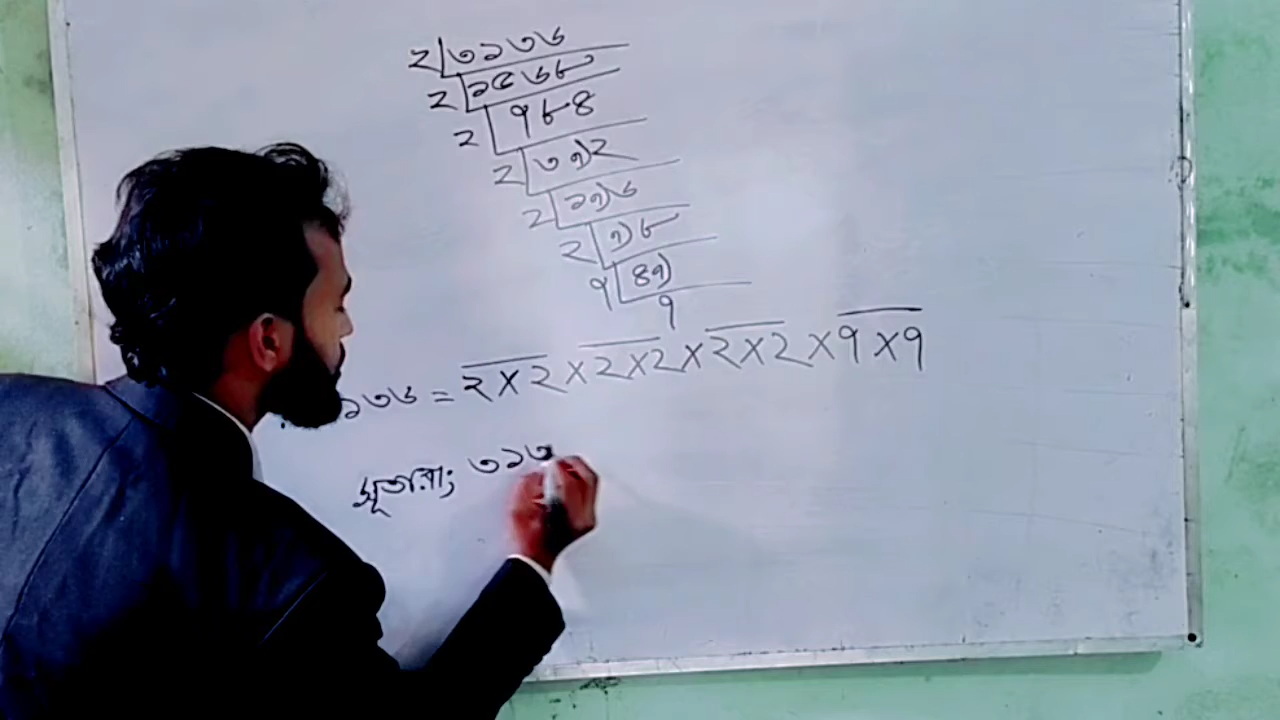 ২ | ৩১৩৬
২ | ১৫৬৮
২ | ৭৮৪
২ | ৩৯২
২ | ১৯৬
২ | ৯৮
৭ | ৪৯
৭
১৩৬ = ২ × ২ × ২ × ২ × ২ × ২ × ৭ × ৭
সুতরাং ৩১৩